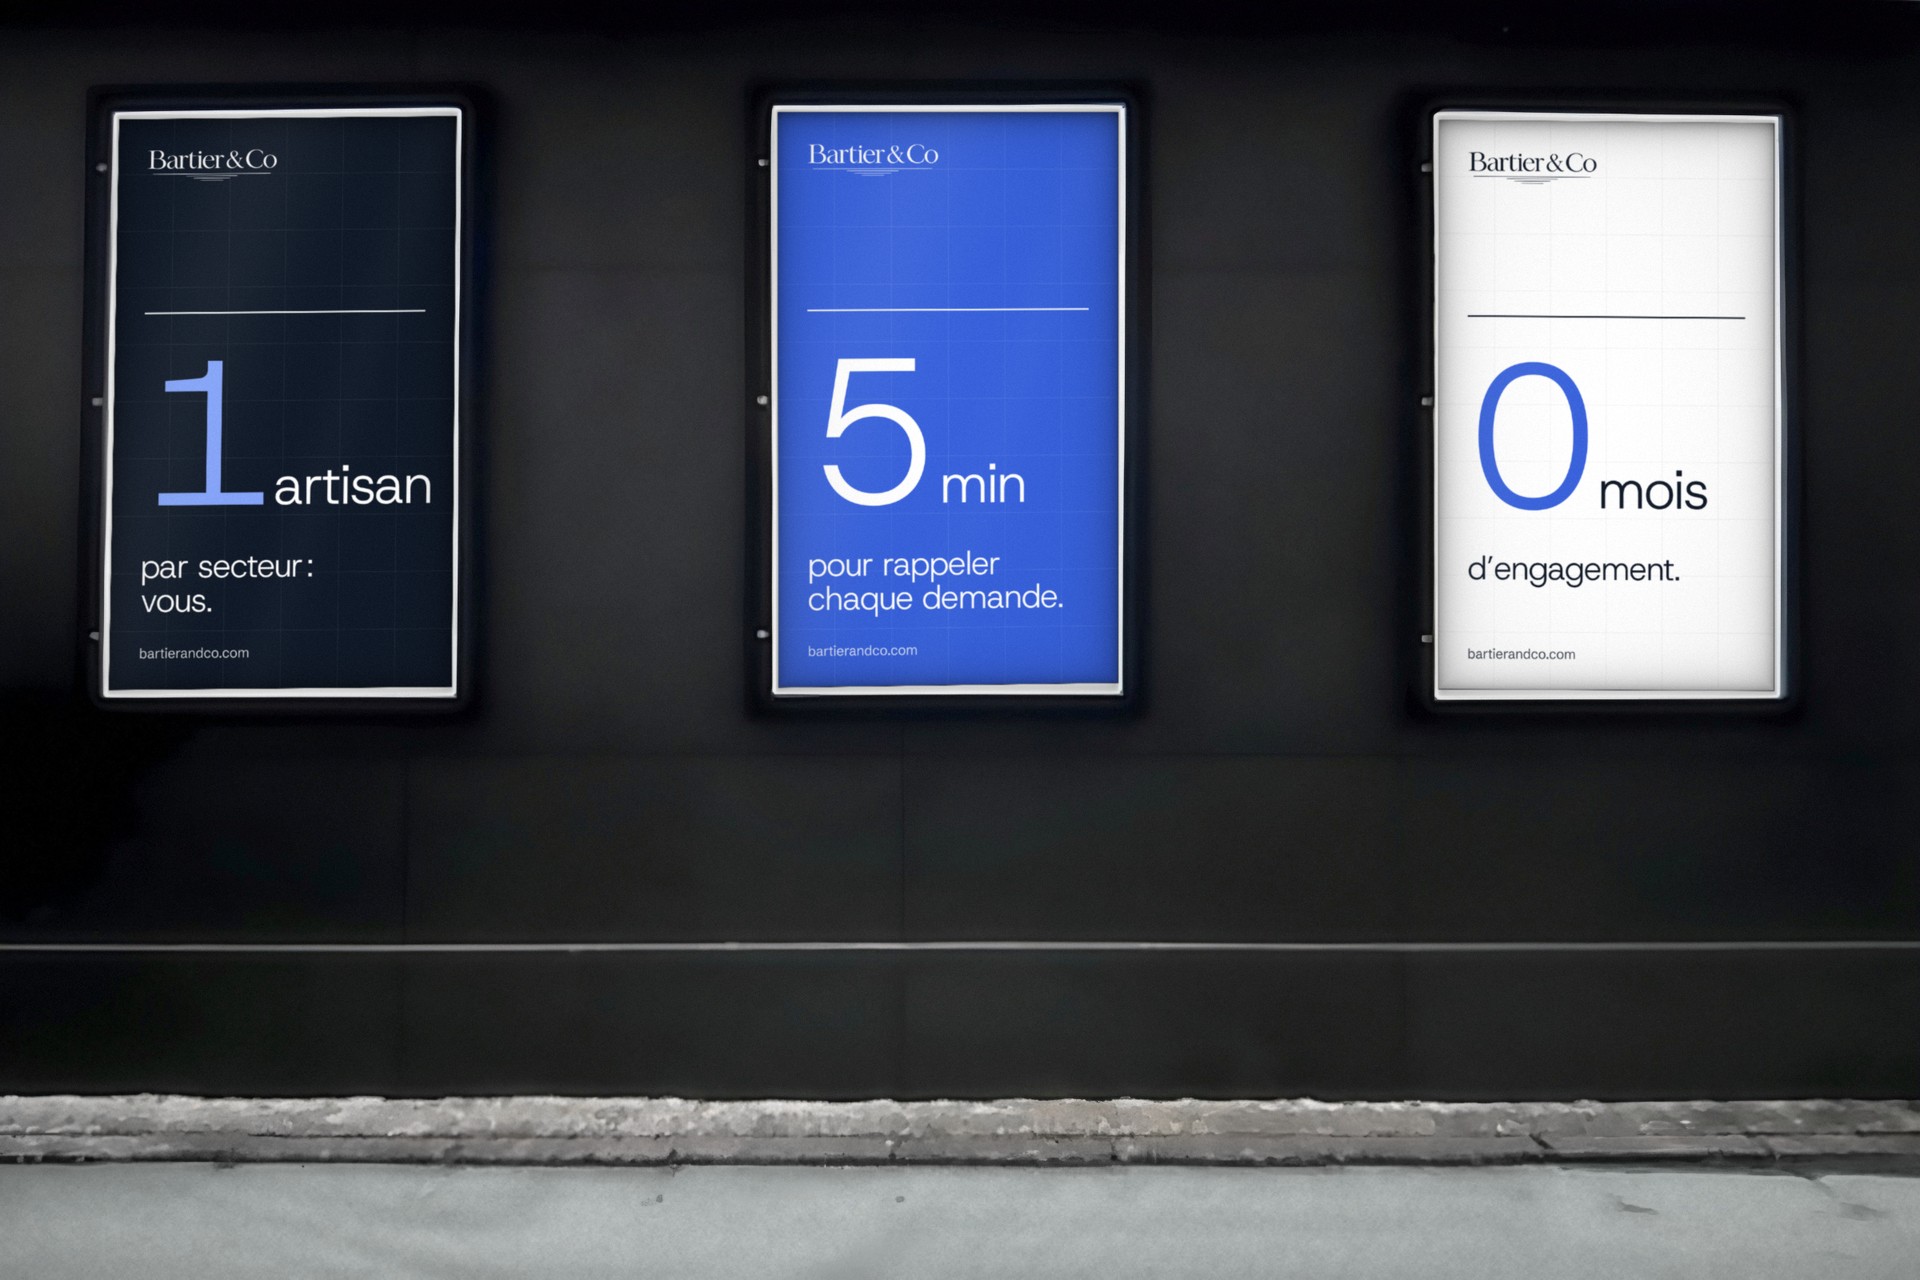 Bartier & Co
1 artisan
par secteur :
vous.
bartierandco.com
Bartier & Co
5 min
pour rappeler
chaque demande.
bartierandco.com
Bartier & Co
0 mois
d'engagement.
bartierandco.com